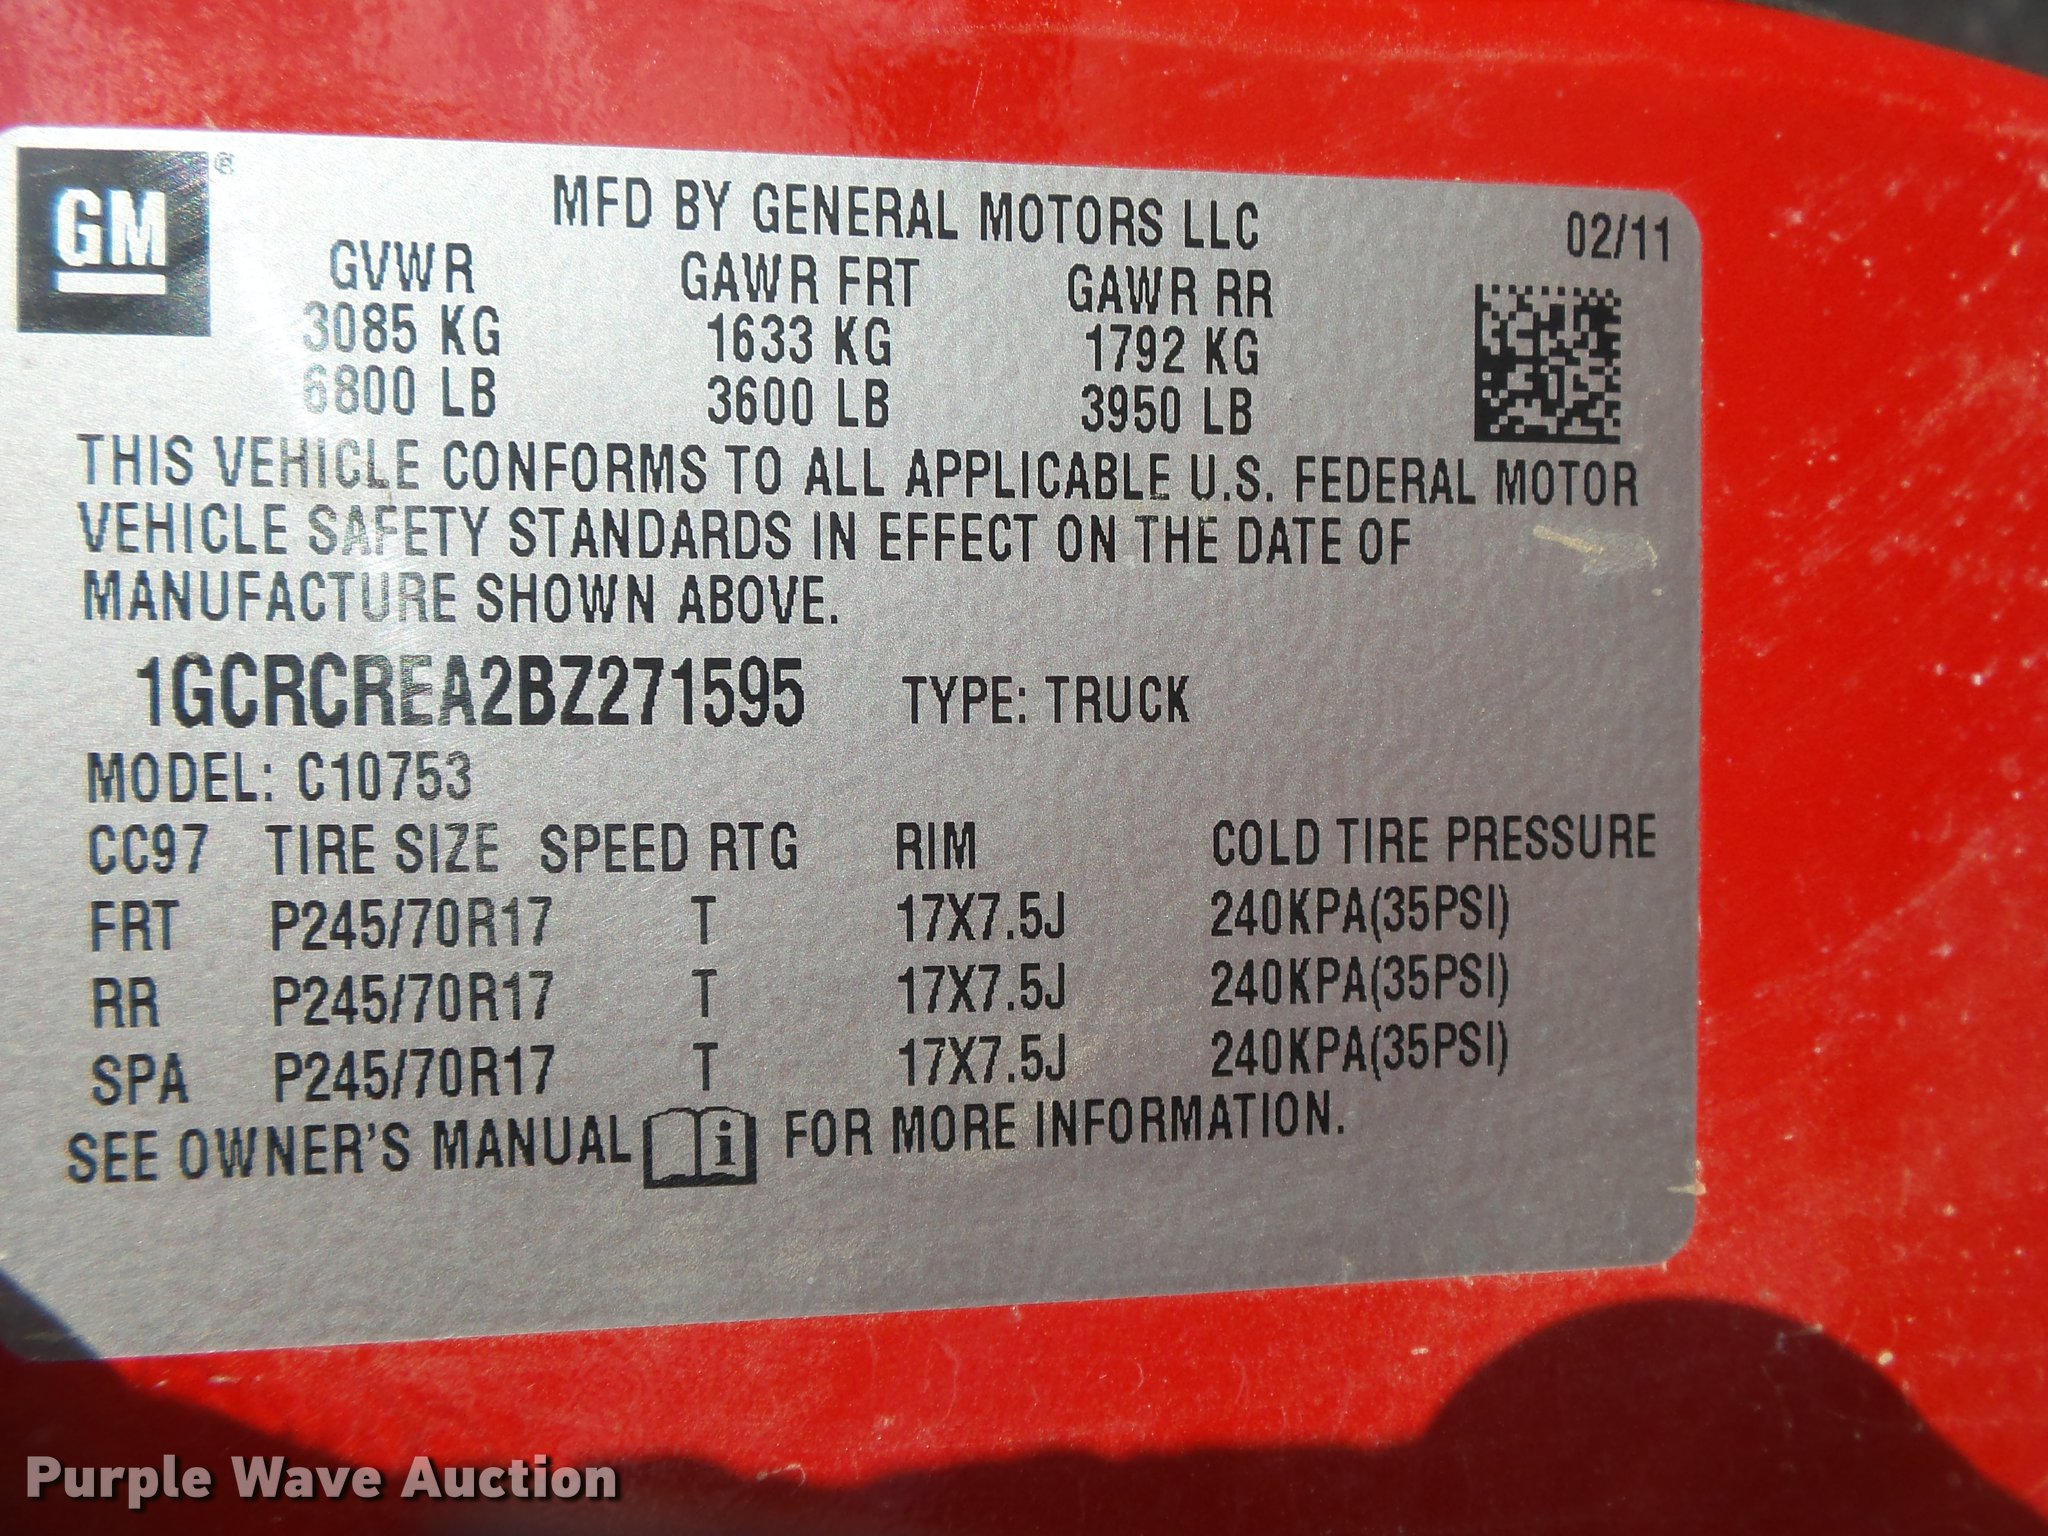 GM®
MFD BY GENERAL MOTORS LLC
02/11
GVWR GAWR FRT GAWR RR
3085 KG 1633 KG 1792 KG
6800 LB 3600 LB 3950 LB
THIS VEHICLE CONFORMS TO ALL APPLICABLE U.S. FEDERAL MOTOR
VEHICLE SAFETY STANDARDS IN EFFECT ON THE DATE OF
MANUFACTURE SHOWN ABOVE.
1GCRCREA2BZ271595 TYPE: TRUCK
MODEL: C10753
CC97 TIRE SIZE SPEED RTG RIM COLD TIRE PRESSURE
FRT P245/70R17 T 17X7.5J 240KPA(35PSI)
RR P245/70R17 T 17X7.5J 240KPA(35PSI)
SPA P245/70R17 T 17X7.5J 240KPA(35PSI)
SEE OWNER'S MANUAL i FOR MORE INFORMATION.
Purple Wave Auction